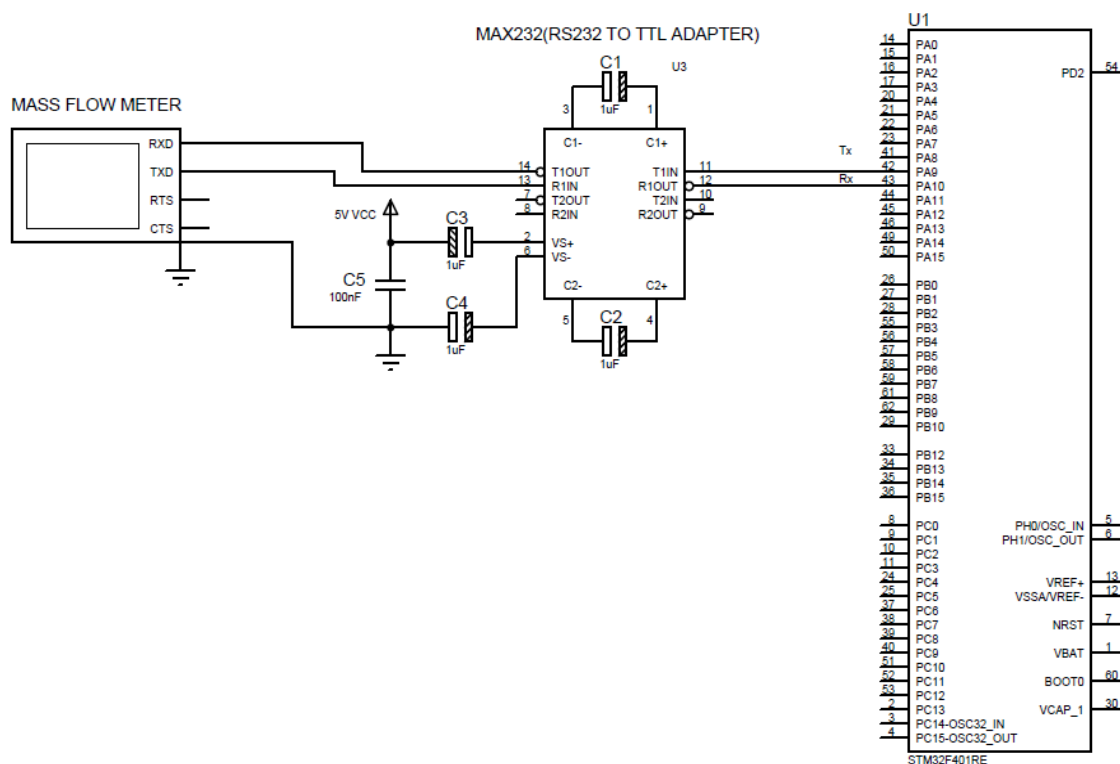 MASS FLOW METER
RXD
TXD
RTS
CTS
5V VCC
C5
100nF
C3
1uF
C4
1uF
MAX232(RS232 TO TTL ADAPTER)
U3
C1
1uF
3
1
C1-
C1+
14 T1OUT
13 R1IN
7 T2OUT
8 R2IN
2 VS+
6 VS-
T1IN 11
R1OUT 12
T2IN 10
R2OUT 9
C2-
C2+
5
4
C2
1uF
Tx
Rx
U1
14 PA0
15 PA1
16 PA2
17 PA3
20 PA4
21 PA5
22 PA6
23 PA7
41 PA8
42 PA9
43 PA10
44 PA11
45 PA12
46 PA13
49 PA14
50 PA15
26 PB0
27 PB1
28 PB2
55 PB3
56 PB4
57 PB5
58 PB6
59 PB7
61 PB8
62 PB9
29 PB10
33 PB12
34 PB13
35 PB14
36 PB15
8 PC0
9 PC1
10 PC2
11 PC3
24 PC4
25 PC5
37 PC6
38 PC7
39 PC8
40 PC9
51 PC10
52 PC11
53 PC12
2 PC13
3 PC14-OSC32_IN
4 PC15-OSC32_OUT
PD2 54
PH0/OSC_IN 5
PH1/OSC_OUT 6
VREF+ 13
VSSA/VREF- 12
NRST 7
VBAT 1
BOOT0 60
VCAP_1 30
STM32F401RE